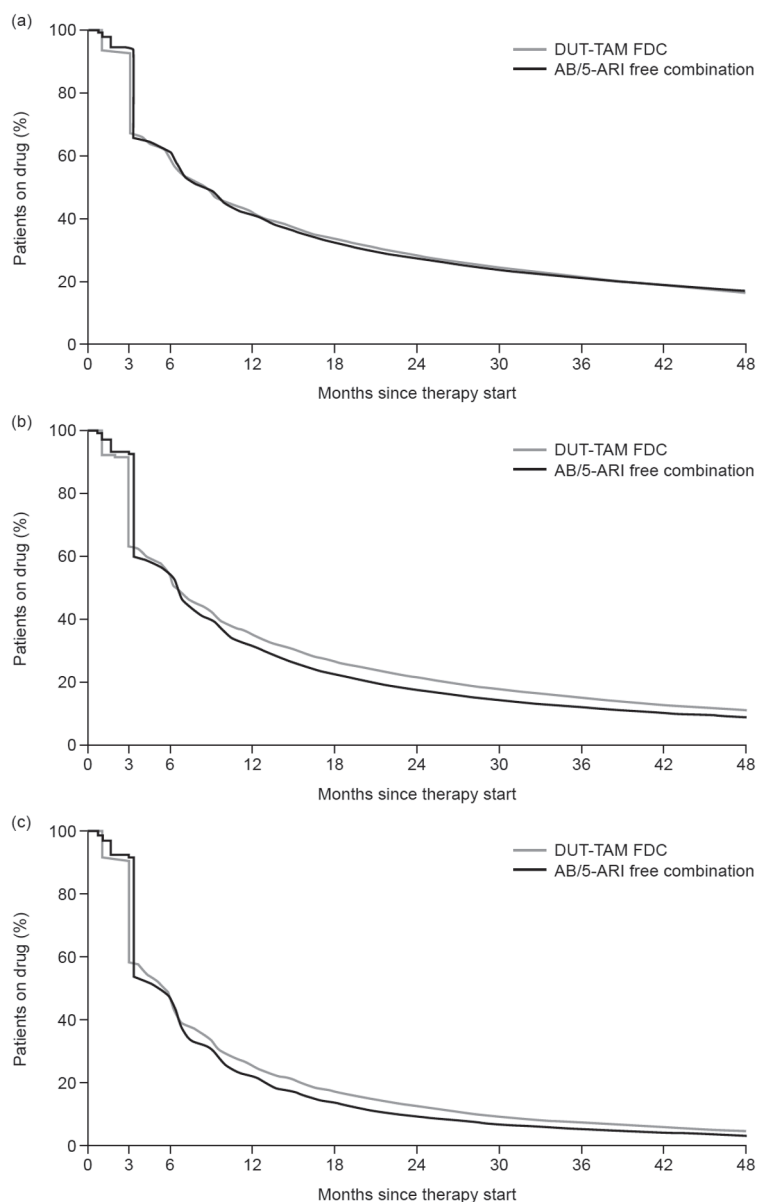 (a)
100
80
60
40
20
0
Patients on drug (%)
DUT-TAM FDC
AB/5-ARI free combination
0 3 6 12 18 24 30 36 42 48
Months since therapy start
(b)
100
80
60
40
20
0
Patients on drug (%)
DUT-TAM FDC
AB/5-ARI free combination
0 3 6 12 18 24 30 36 42 48
Months since therapy start
(c)
100
80
60
40
20
0
Patients on drug (%)
DUT-TAM FDC
AB/5-ARI free combination
0 3 6 12 18 24 30 36 42 48
Months since therapy start